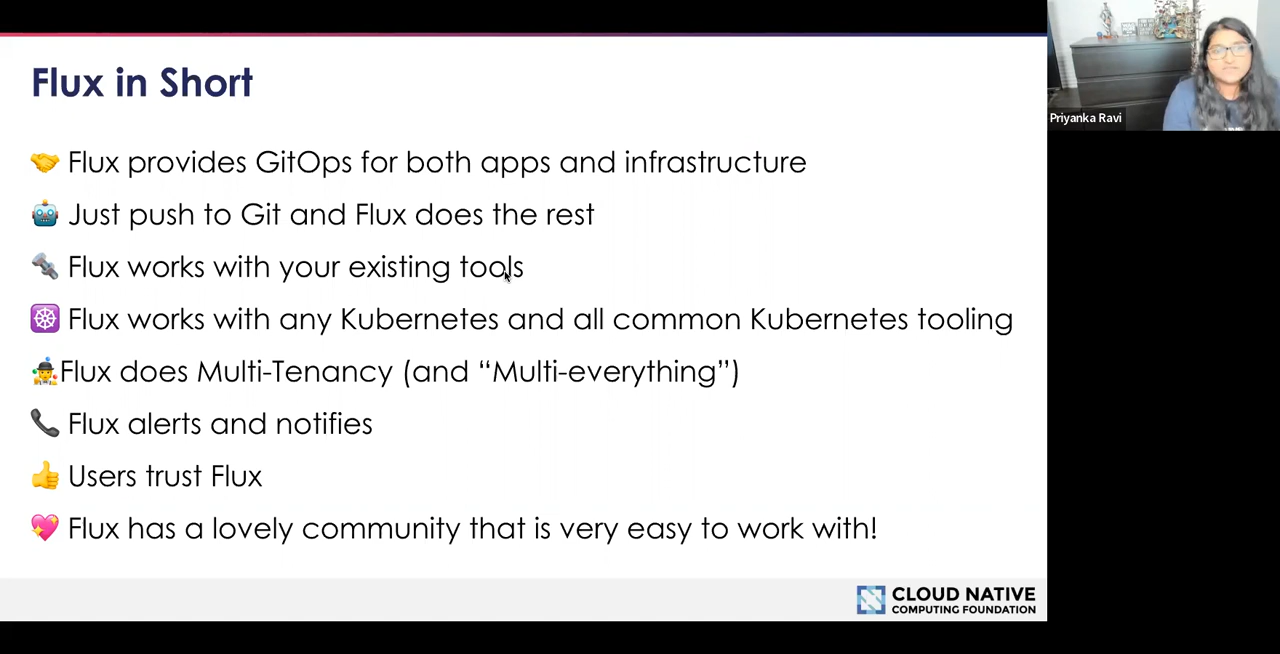 Flux in Short
Flux provides GitOps for both apps and infrastructure
Just push to Git and Flux does the rest
Flux works with your existing tools
Flux works with any Kubernetes and all common Kubernetes tooling
Flux does Multi-Tenancy (and “Multi-everything”)
Flux alerts and notifies
Users trust Flux
Flux has a lovely community that is very easy to work with!
CLOUD NATIVE
COMPUTING FOUNDATION
Priyanka Ravi